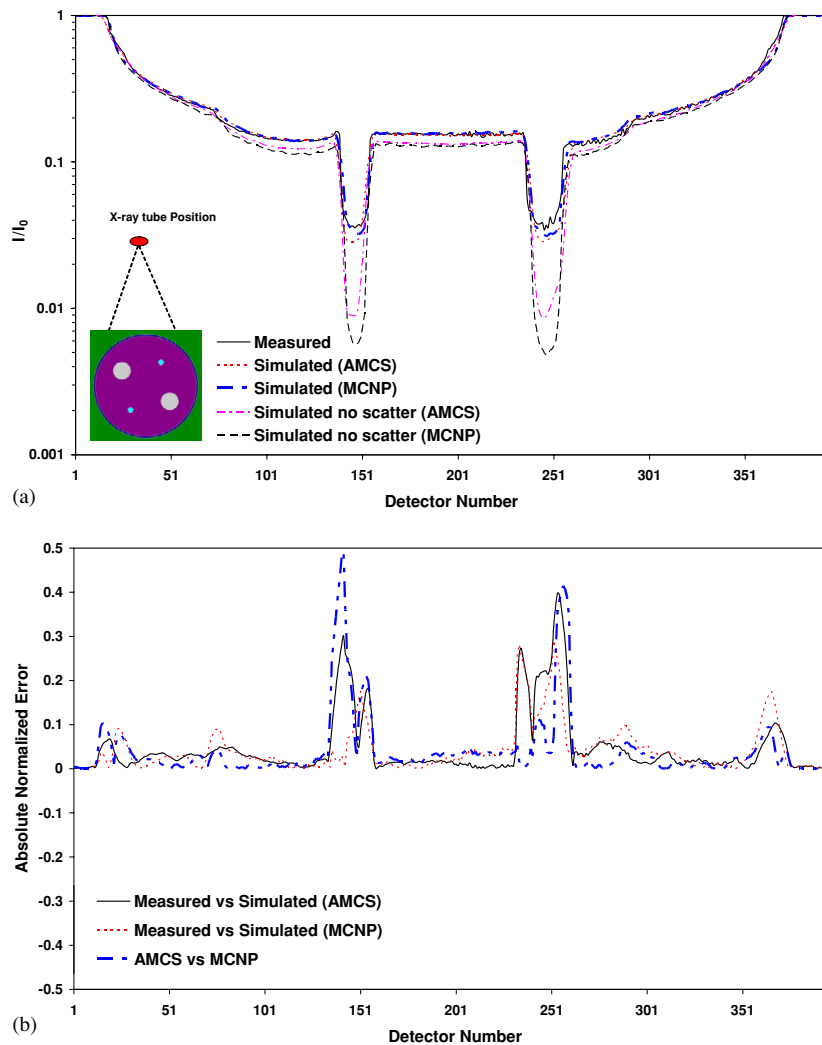 1
0.1
0.01
0.001
I/I0
X-ray tube Position
Measured
Simulated (AMCS)
Simulated (MCNP)
Simulated no scatter (AMCS)
Simulated no scatter (MCNP)
1 51 101 151 201 251 301 351
Detector Number
(a)
0.5
0.4
0.3
0.2
0.1
0
-0.1
-0.2
-0.3
-0.4
-0.5
Absolute Normalized Error
Measured vs Simulated (AMCS)
Measured vs Simulated (MCNP)
AMCS vs MCNP
1 51 101 151 201 251 301 351
Detector Number
(b)